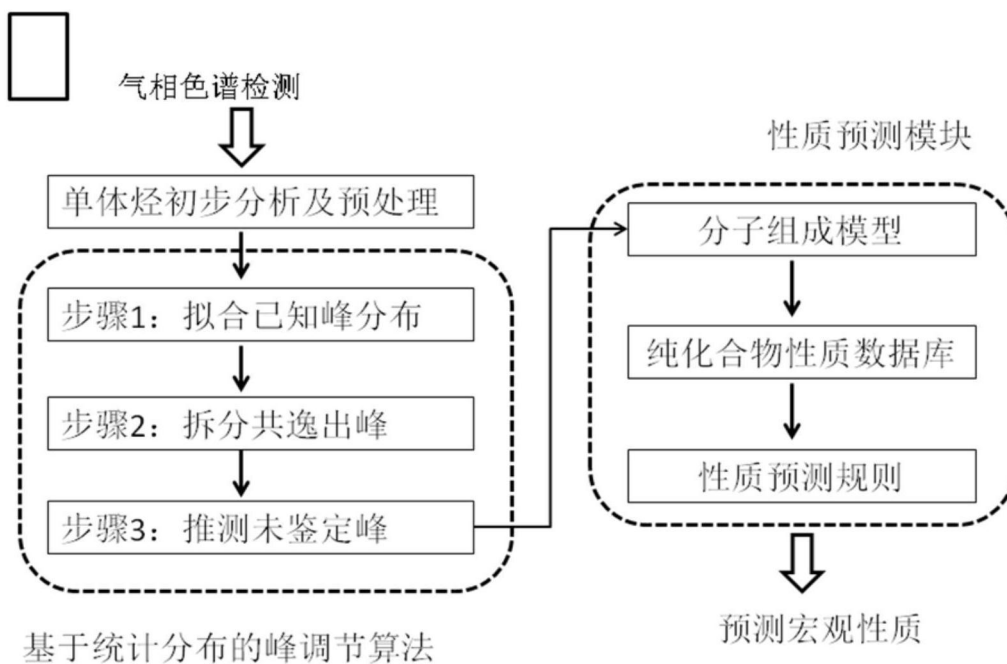 气相色谱检测
单体烃初步分析及预处理
步骤1：拟合已知峰分布
步骤2：拆分共逸出峰
步骤3：推测未鉴定峰
基于统计分布的峰调节算法
性质预测模块
分子组成模型
纯化合物性质数据库
性质预测规则
预测宏观性质